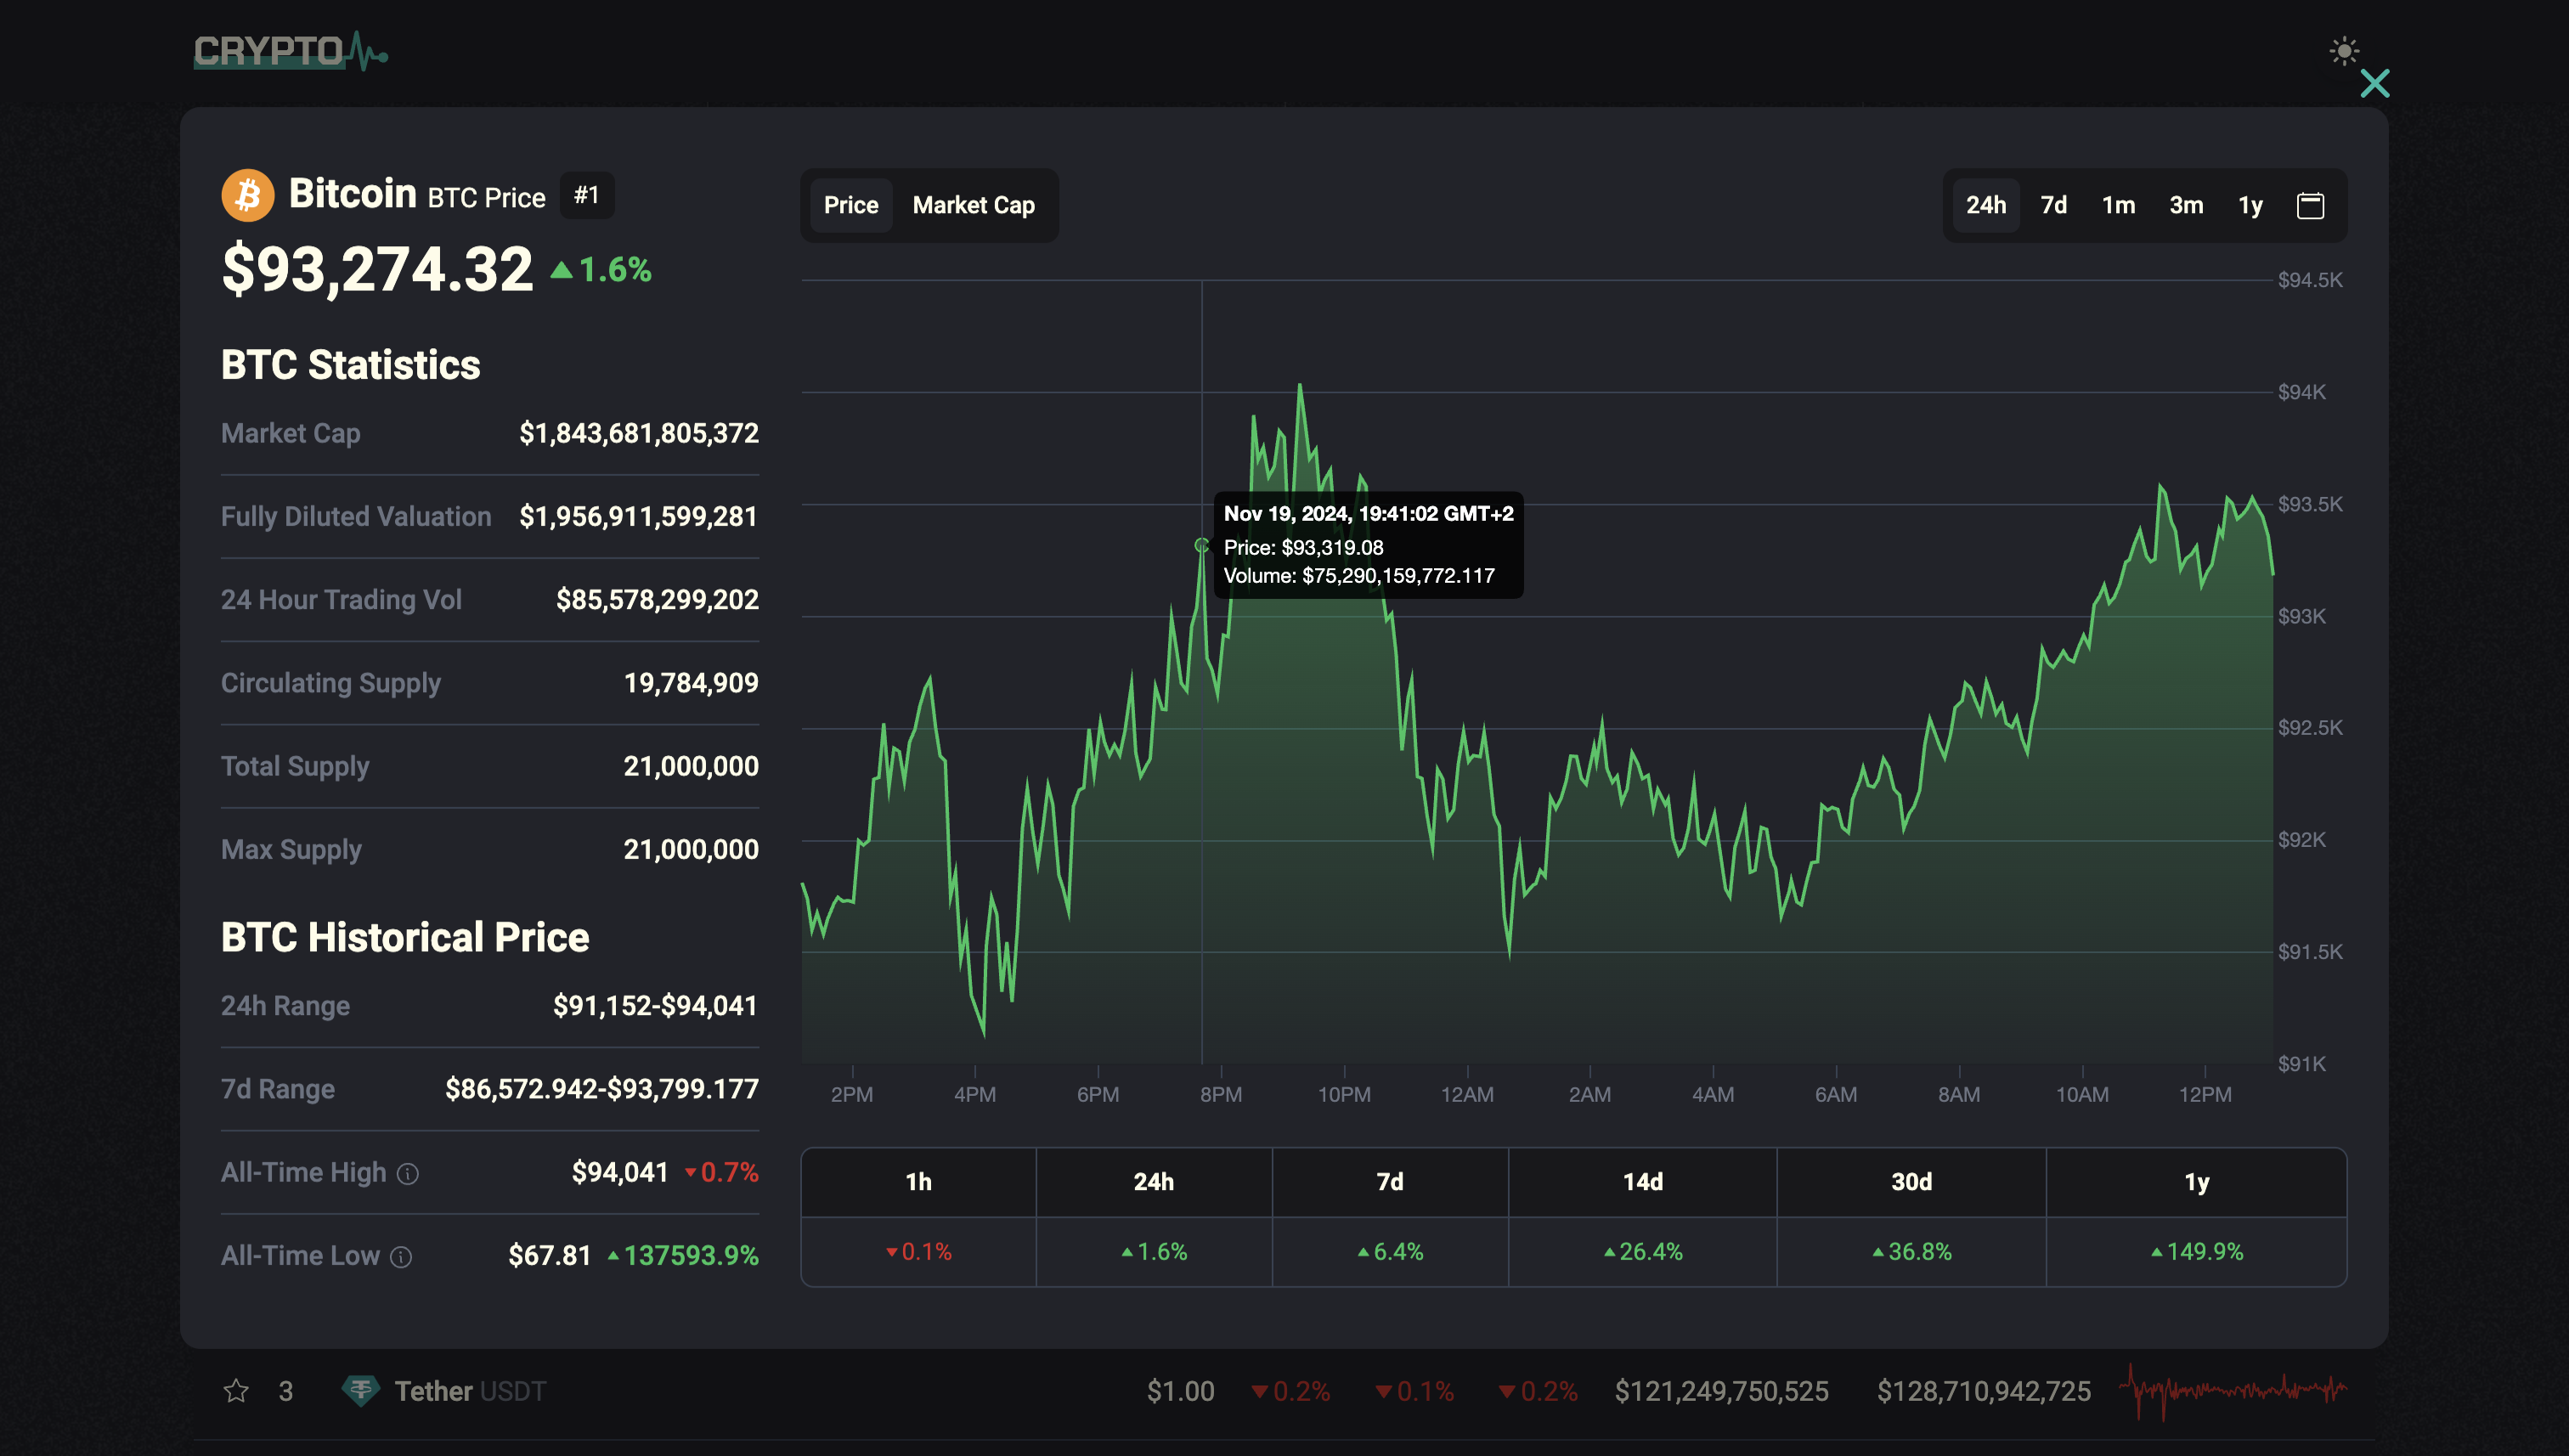 CRYPTO
Bitcoin BTC Price #1
$93,274.32 1.6%
BTC Statistics
Market Cap $1,843,681,805,372
Fully Diluted Valuation $1,956,911,599,281
24 Hour Trading Vol $85,578,299,202
Circulating Supply 19,784,909
Total Supply 21,000,000
Max Supply 21,000,000
BTC Historical Price
24h Range $91,152-$94,041
7d Range $86,572.942-$93,799.177
All-Time High $94,041 0.7%
All-Time Low $67.81 137593.9%
Price Market Cap
24h 7d 1m 3m 1y
$94.5K
$94K
$93.5K
$93K
$92.5K
$92K
$91.5K
$91K
Nov 19, 2024, 19:41:02 GMT+2
Price: $93,319.08
Volume: $75,290,159,772.117
2PM 4PM 6PM 8PM 10PM 12AM 2AM 4AM 6AM 8AM 10AM 12PM
1h 24h 7d 14d 30d 1y
0.1% 1.6% 6.4% 26.4% 36.8% 149.9%
3 Tether USDT $1.00 0.2% 0.1% 0.2% $121,249,750,525 $128,710,942,725